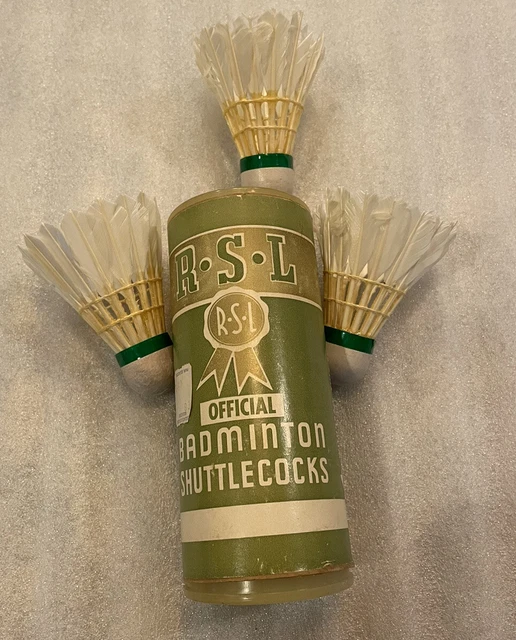 R·S·L
R·S·L
OFFICIAL
BADMINTON
SHUTTLECOCKS